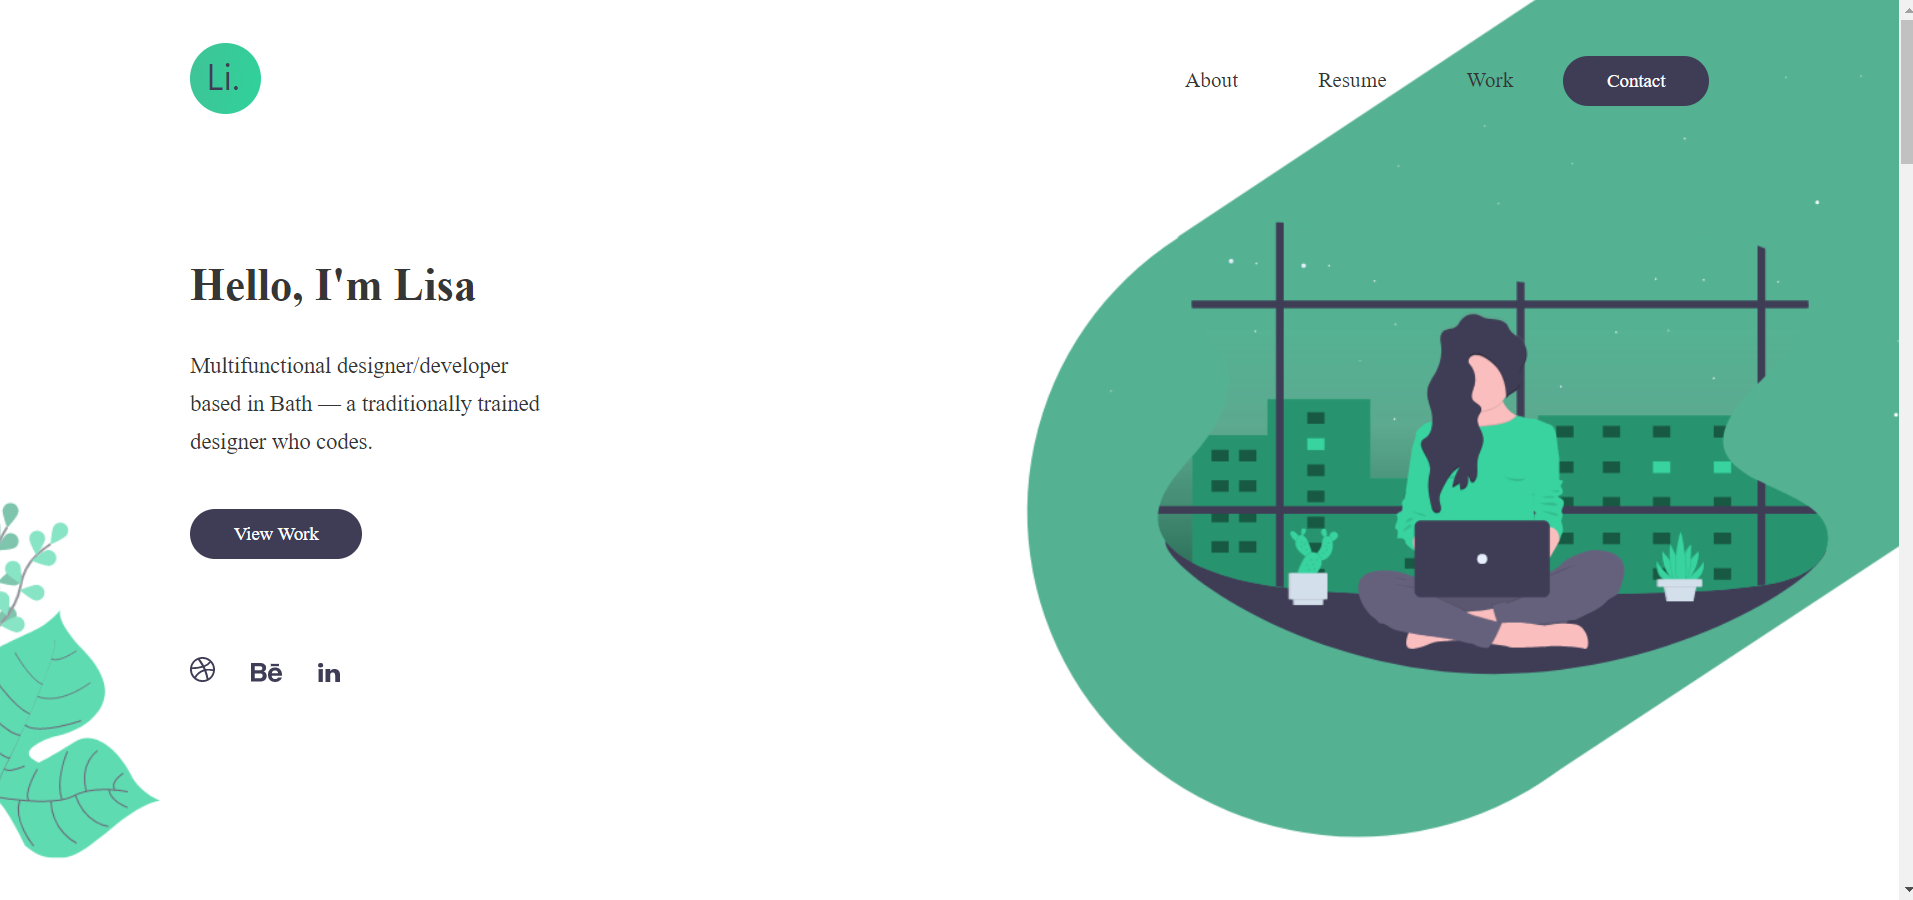 Li.
About
Resume
Work
Contact
Hello, I'm Lisa
Multifunctional designer/developer
based in Bath — a traditionally trained
designer who codes.
View Work
Bē
in